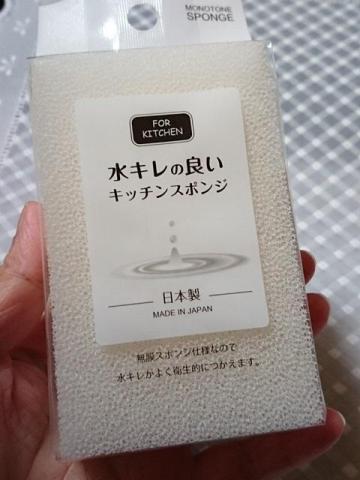 MONOTONE
SPONGE
FOR
KITCHEN
水キレの良い
キッチンスポンジ
日本製
MADE IN JAPAN
無膜スポンジ仕様なので
水キレがよく衛生的につかえます。